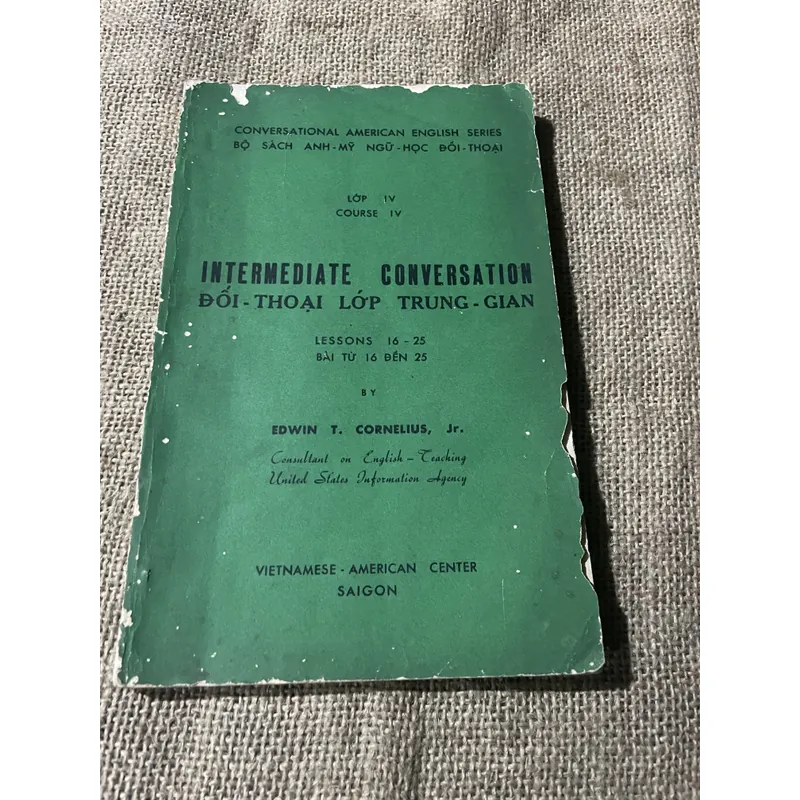 CONVERSATIONAL AMERICAN ENGLISH SERIES
BỘ SÁCH ANH-MỸ NGỮ-HỌC ĐỐI-THOẠI
LỚP IV
COURSE IV
INTERMEDIATE CONVERSATION
ĐỐI-THOẠI LỚP TRUNG-GIAN
LESSONS 16-25
BÀI TỪ 16 ĐẾN 25
BY
EDWIN T. CORNELIUS, Jr.
Consultant on English-Teaching
United States Information Agency
VIETNAMESE-AMERICAN CENTER
SAIGON